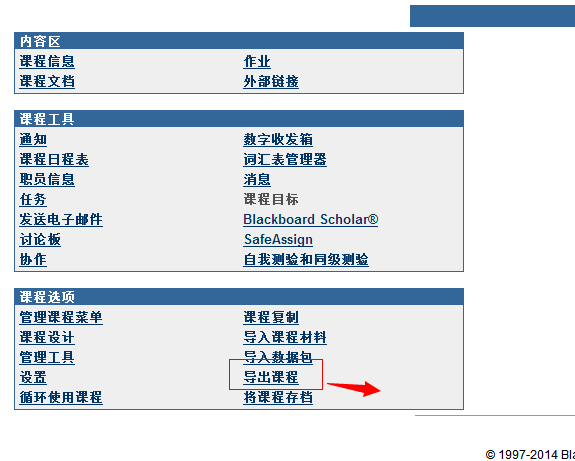 内容区
课程信息 作业
课程文档 外部链接
课程工具
通知 数字收发箱
课程日程表 词汇表管理器
职员信息 消息
任务 课程目标
发送电子邮件 Blackboard Scholar®
讨论板 SafeAssign
协作 自我测验和同级测验
课程选项
管理课程菜单 课程复制
课程设计 导入课程材料
管理工具 导入数据包
设置 导出课程
循环使用课程 将课程存档
© 1997-2014 Bla